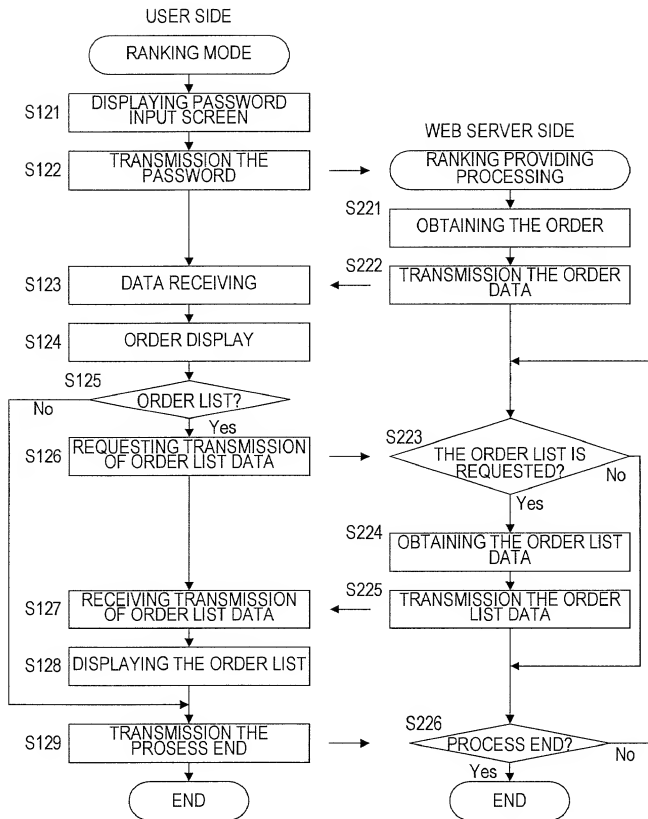 USER SIDE
RANKING MODE
S121
DISPLAYING PASSWORD
INPUT SCREEN
S122
TRANSMISSION THE
PASSWORD
S123
DATA RECEIVING
S124
ORDER DISPLAY
S125
ORDER LIST?
No
Yes
S126
REQUESTING TRANSMISSION
OF ORDER LIST DATA
S127
RECEIVING TRANSMISSION
OF ORDER LIST DATA
S128
DISPLAYING THE ORDER LIST
S129
TRANSMISSION THE
PROSESS END
END
WEB SERVER SIDE
RANKING PROVIDING
PROCESSING
S221
OBTAINING THE ORDER
S222
TRANSMISSION THE ORDER
DATA
S223
THE ORDER LIST IS
REQUESTED?
No
Yes
S224
OBTAINING THE ORDER LIST
DATA
S225
TRANSMISSION THE ORDER
LIST DATA
S226
PROCESS END?
No
Yes
END